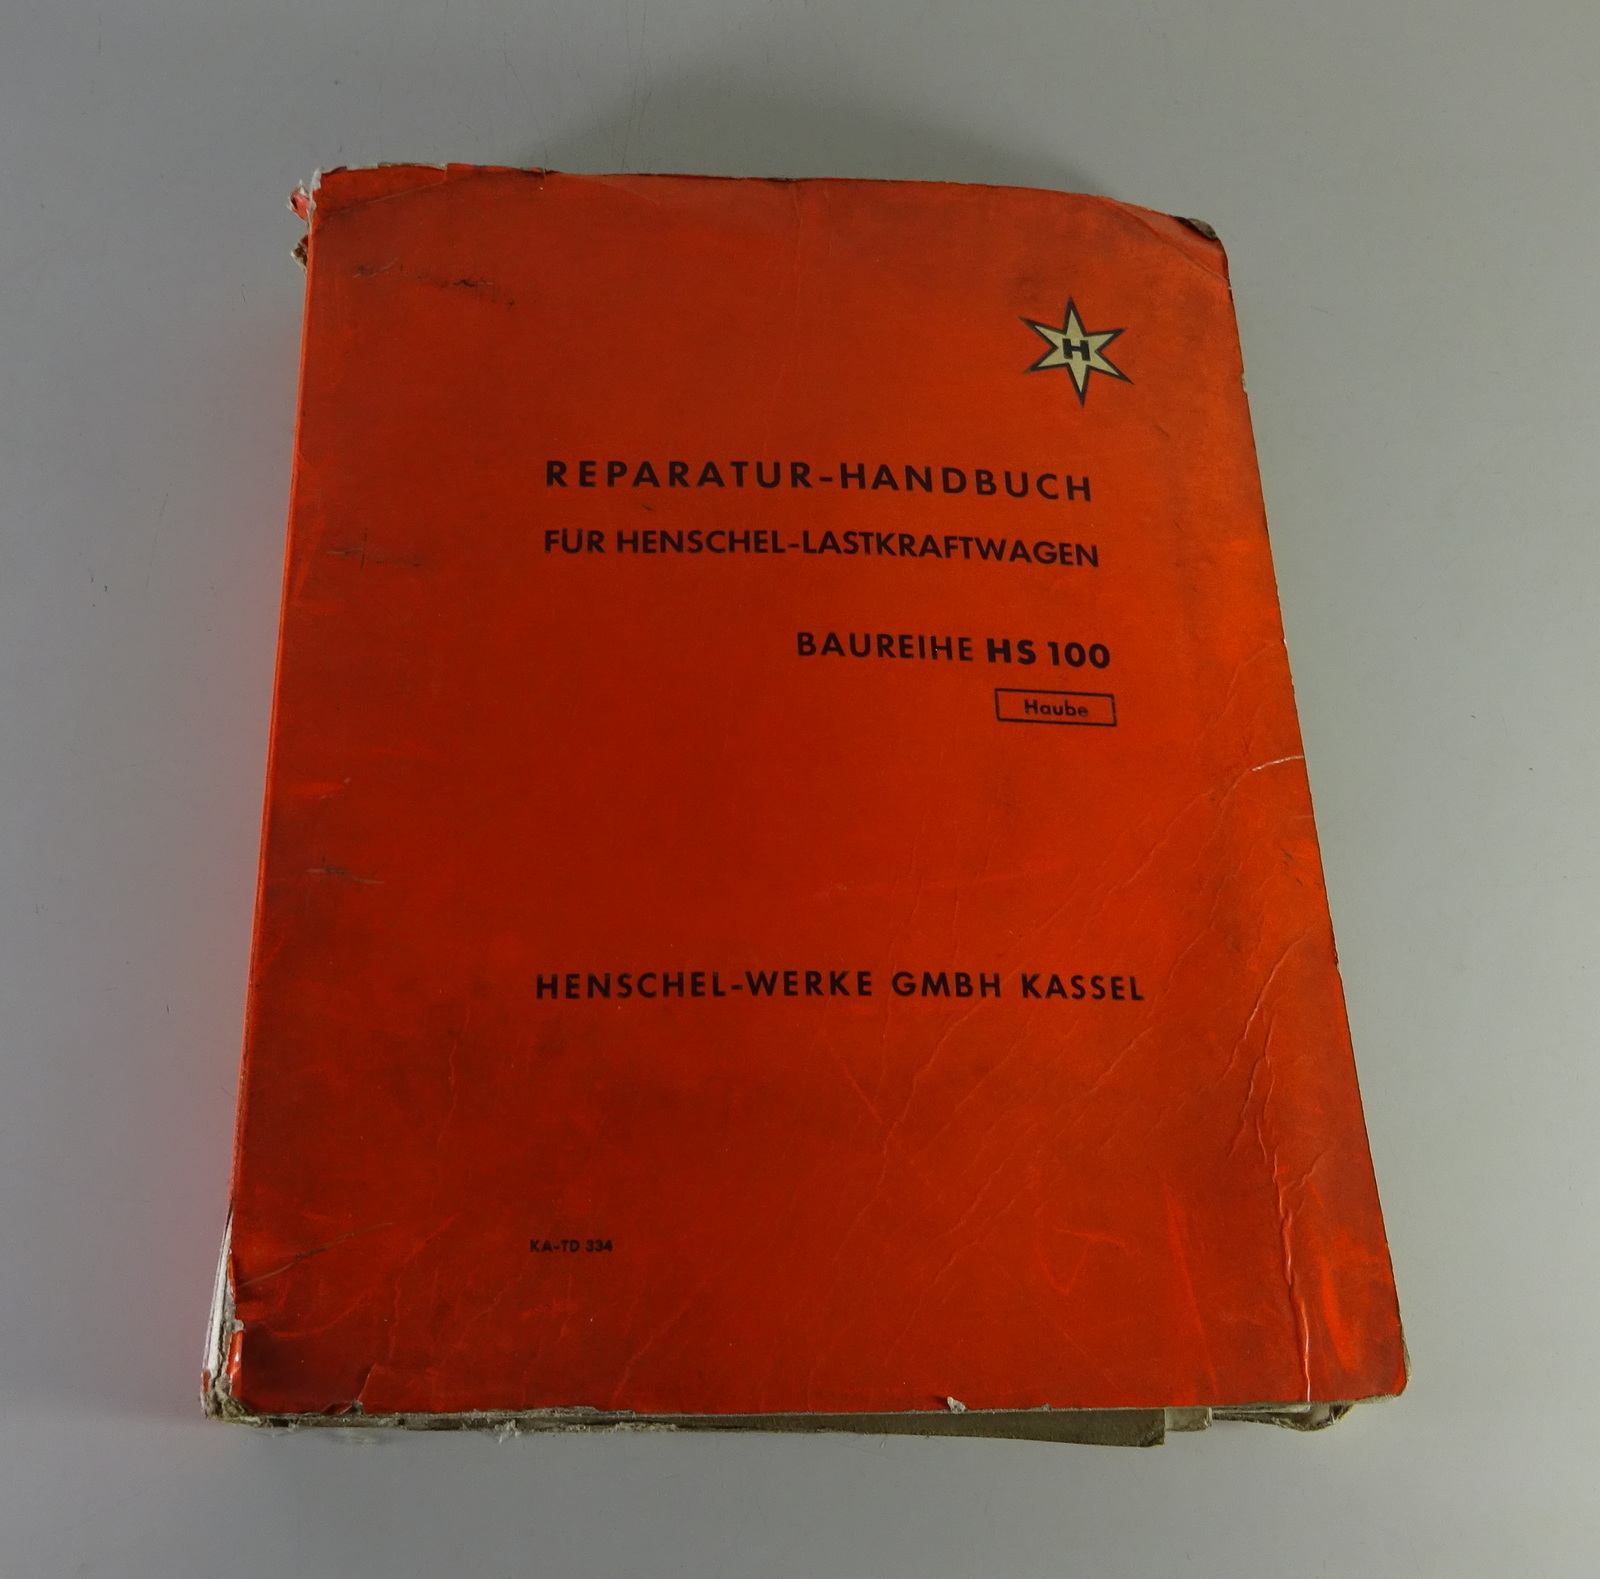 H
REPARATUR-HANDBUCH
FÜR HENSCHEL-LASTKRAFTWAGEN
BAUREIHE HS 100
Haube
HENSCHEL-WERKE GMBH KASSEL
KA-TD 334